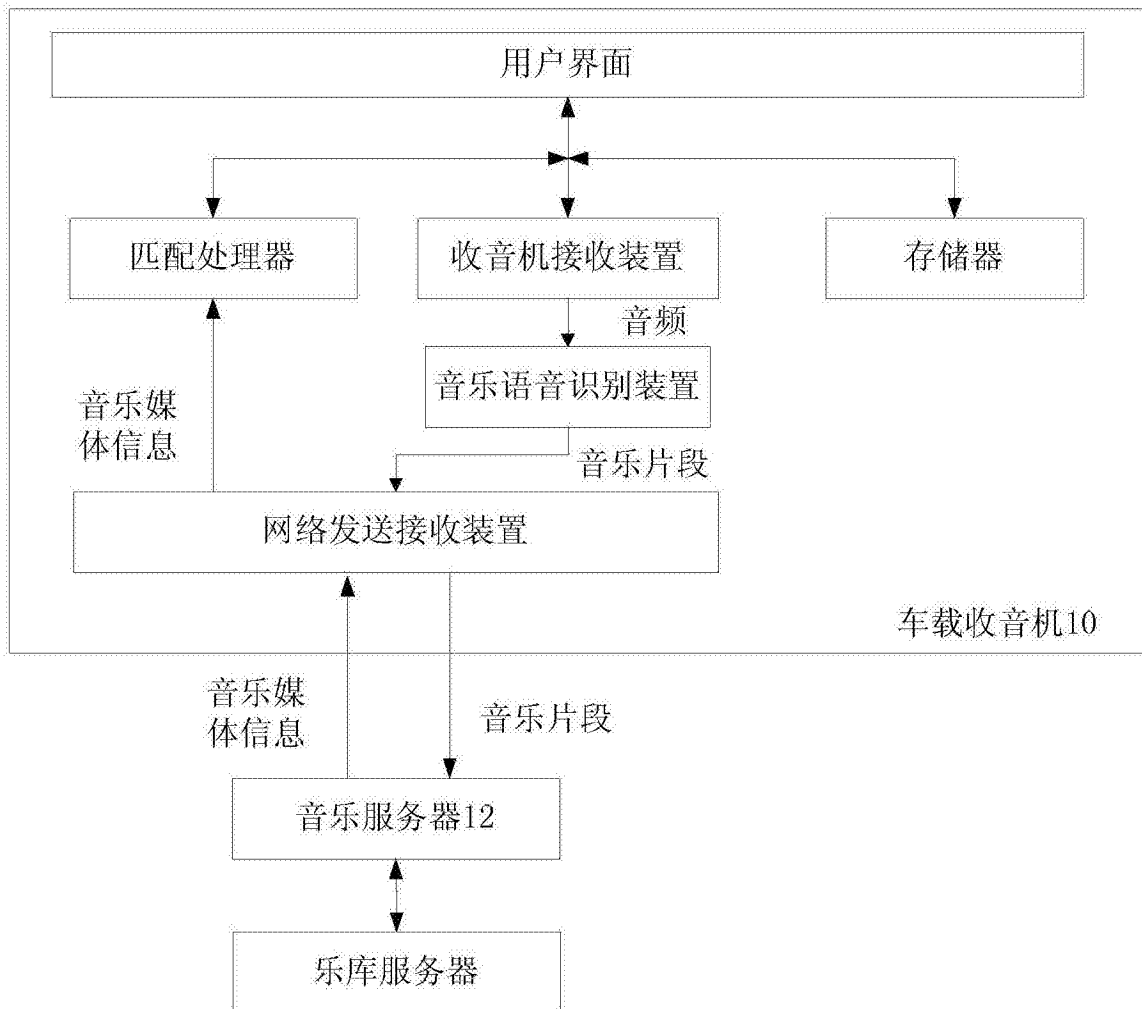 用户界面
匹配处理器
收音机接收装置
存储器
音频
音乐语音识别装置
音乐媒
体信息
音乐片段
网络发送接收装置
车载收音机10
音乐媒
体信息
音乐片段
音乐服务器12
乐库服务器